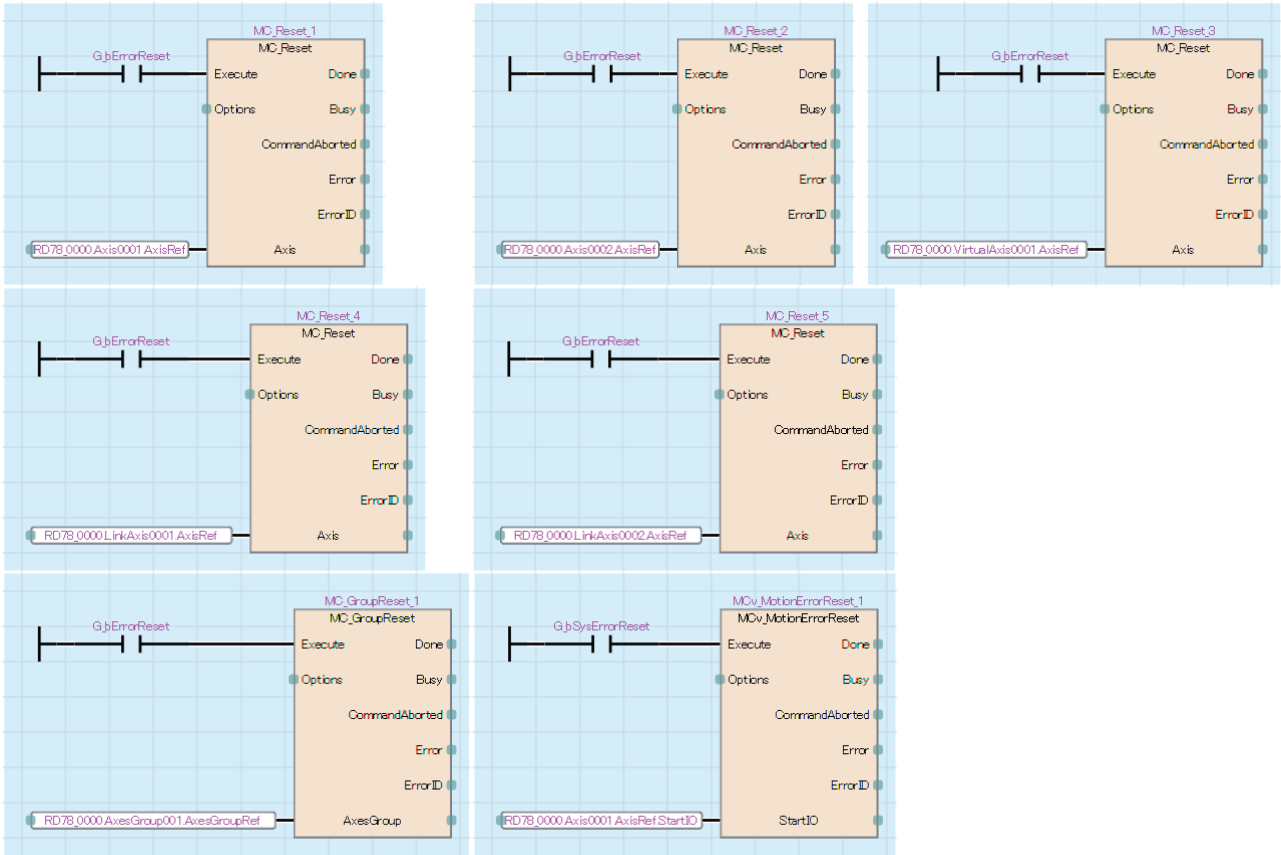 MC_Reset_1
MC_Reset
G_bErrorReset
Execute Done
Options Busy
CommandAborted
Error
ErrorID
RD78_0000.Axis0001.AxisRef Axis
MC_Reset_2
MC_Reset
G_bErrorReset
Execute Done
Options Busy
CommandAborted
Error
ErrorID
RD78_0000.Axis0002.AxisRef Axis
MC_Reset_3
MC_Reset
G_bErrorReset
Execute Done
Options Busy
CommandAborted
Error
ErrorID
RD78_0000.VirtualAxis0001.AxisRef Axis
MC_Reset_4
MC_Reset
G_bErrorReset
Execute Done
Options Busy
CommandAborted
Error
ErrorID
RD78_0000.LinkAxis0001.AxisRef Axis
MC_Reset_5
MC_Reset
G_bErrorReset
Execute Done
Options Busy
CommandAborted
Error
ErrorID
RD78_0000.LinkAxis0002.AxisRef Axis
MC_GroupReset_1
MC_GroupReset
G_bErrorReset
Execute Done
Options Busy
CommandAborted
Error
ErrorID
RD78_0000.AxesGroup001.AxesGroupRef AxesGroup
MCv_MotionErrorReset_1
MCv_MotionErrorReset
G_bSysErrorReset
Execute Done
Options Busy
CommandAborted
Error
ErrorID
RD78_0000.Axis0001.AxisRef.StartIO StartIO